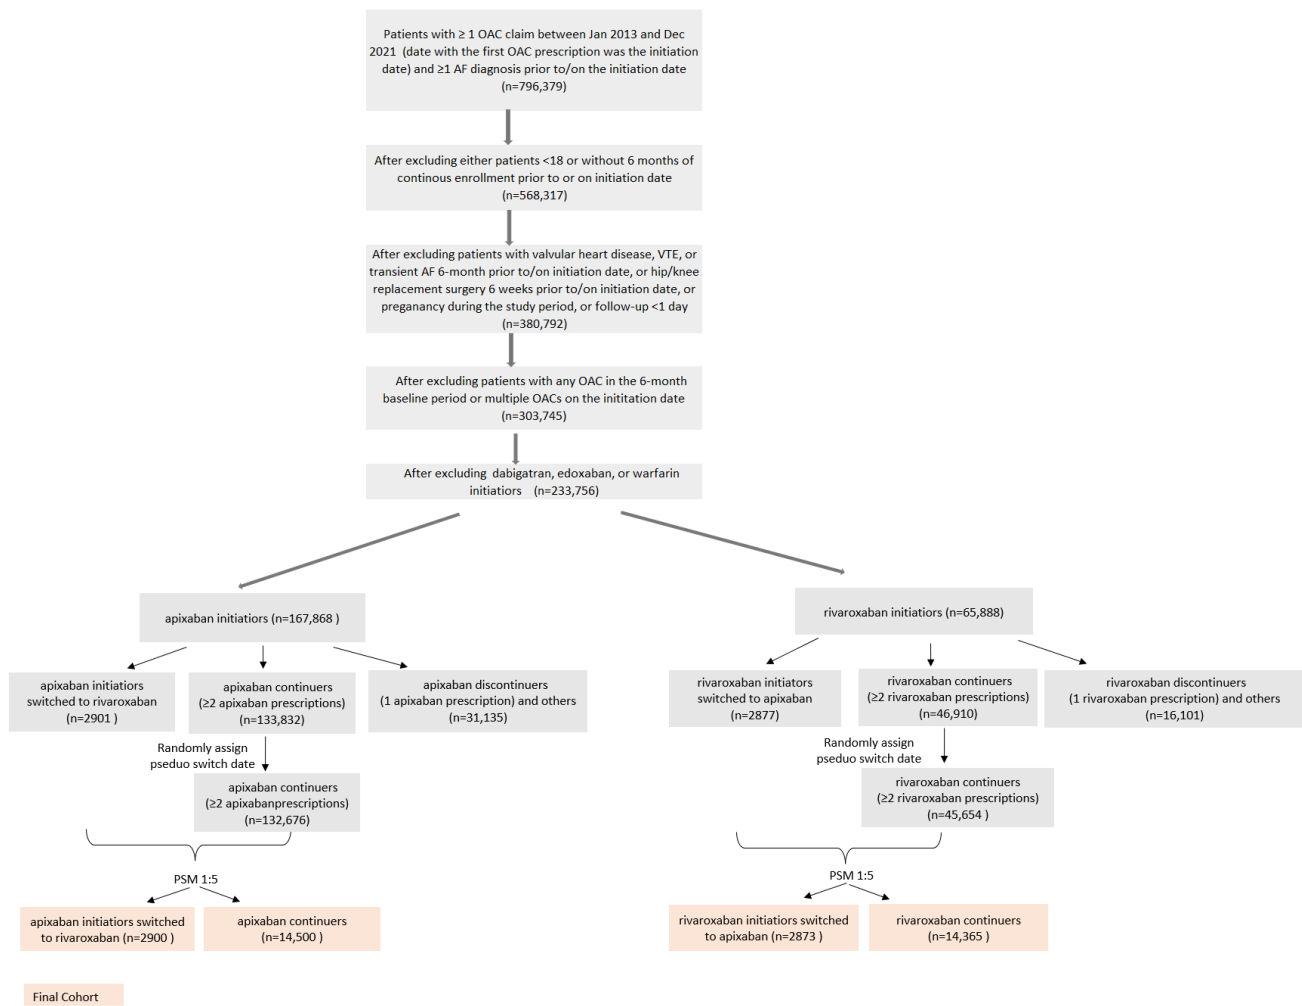 Patients with ≥ 1 OAC claim between Jan 2013 and Dec
2021 (date with the first OAC prescription was the initiation
date) and ≥1 AF diagnosis prior to/on the initiation date
(n=796,379)
After excluding either patients <18 or without 6 months of
continous enrollment prior to or on initiation date
(n=568,317)
After excluding patients with valvular heart disease, VTE, or
transient AF 6-month prior to/on initiation date, or hip/knee
replacement surgery 6 weeks prior to/on initiation date, or
preganancy during the study period, or follow-up <1 day
(n=380,792)
After excluding patients with any OAC in the 6-month
baseline period or multiple OACs on the inititation date
(n=303,745)
After excluding dabigatran, edoxaban, or warfarin
initiatiors (n=233,756)
apixaban initiatiors (n=167,868 )
rivaroxaban initiatiors (n=65,888)
apixaban initiatiors
switched to rivaroxaban
(n=2901 )
apixaban continuers
(≥2 apixaban prescriptions)
(n=133,832)
apixaban discontinuers
(1 apixaban prescription) and others
(n=31,135)
rivaroxaban initiatiors
switched to apixaban
(n=2877)
rivaroxaban continuers
(≥2 rivaroxaban prescriptions)
(n=46,910)
rivaroxaban discontinuers
(1 rivaroxaban prescription) and others
(n=16,101)
Randomly assign
pseduo switch date
Randomly assign
pseduo switch date
apixaban continuers
(≥2 apixabanprescriptions)
(n=132,676)
rivaroxaban continuers
(≥2 rivaroxaban prescriptions)
(n=45,654 )
PSM 1:5
PSM 1:5
apixaban initiatiors switched
to rivaroxaban (n=2900 )
apixaban continuers
(n=14,500 )
rivaroxaban initiatiors switched
to apixaban (n=2873 )
rivaroxaban continuers
(n=14,365 )
Final Cohort